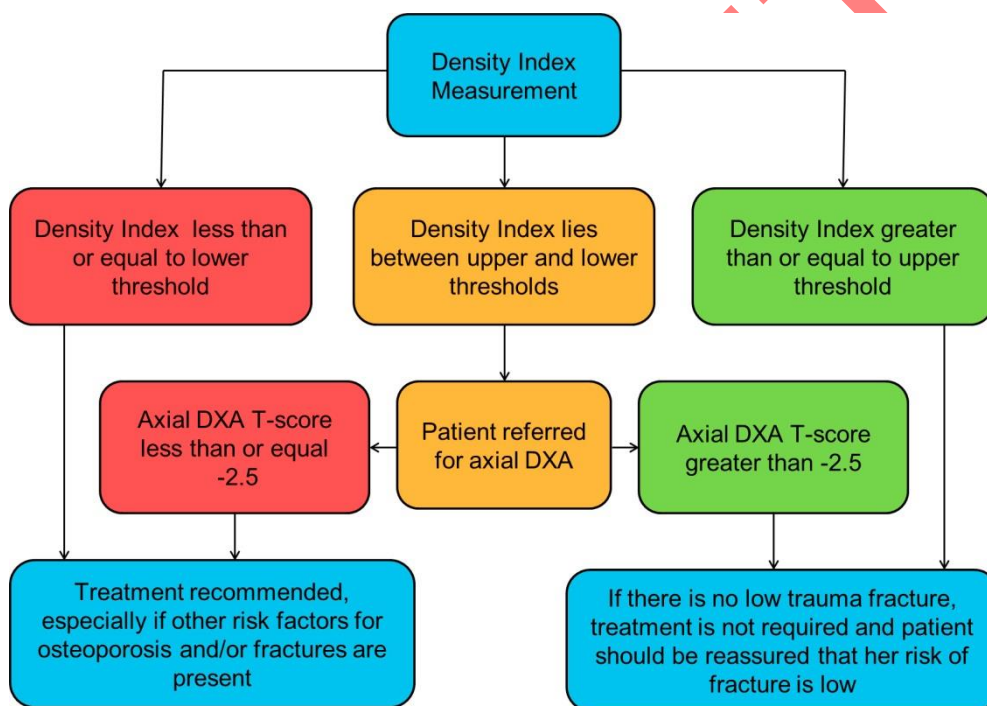 Density Index
Measurement
Density Index less than
or equal to lower
threshold
Density Index lies
between upper and lower
thresholds
Density Index greater
than or equal to upper
threshold
Axial DXA T-score
less than or equal
-2.5
Patient referred
for axial DXA
Axial DXA T-score
greater than -2.5
Treatment recommended,
especially if other risk factors for
osteoporosis and/or fractures are
present
If there is no low trauma fracture,
treatment is not required and patient
should be reassured that her risk of
fracture is low